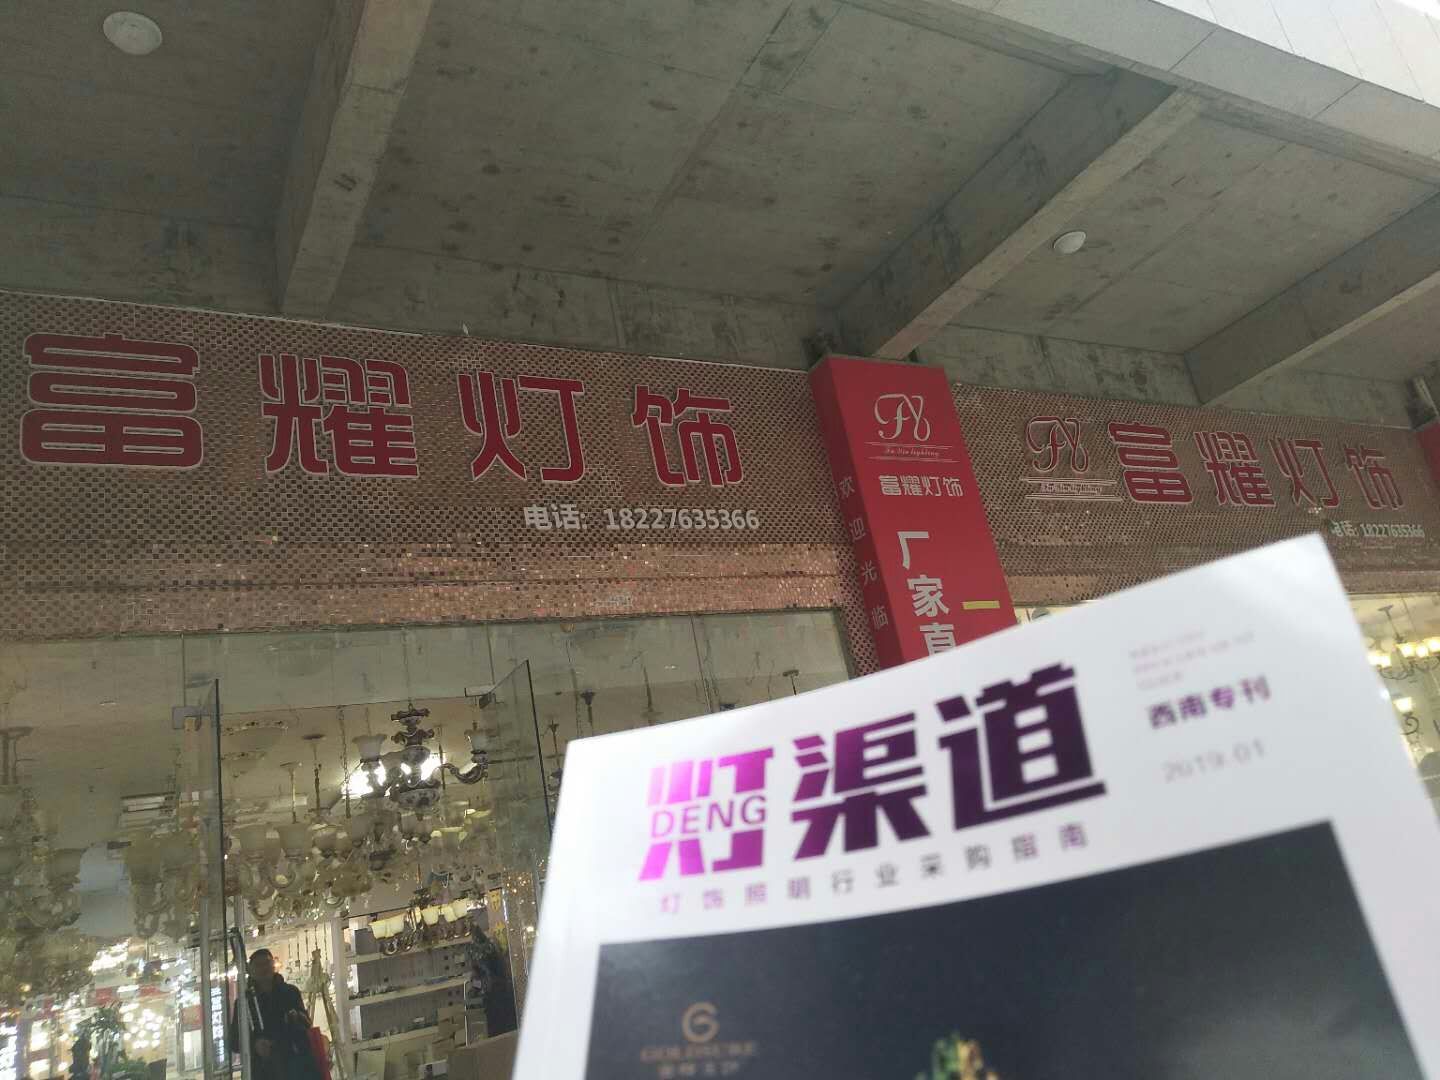 富耀灯饰
电话: 18227635366
FY
富耀灯饰
欢迎光临
厂家直
FY
富耀灯饰
电话: 18227635366
灯渠道
DENG
西南专刊
2019.01
灯饰照明行业采购指南
G